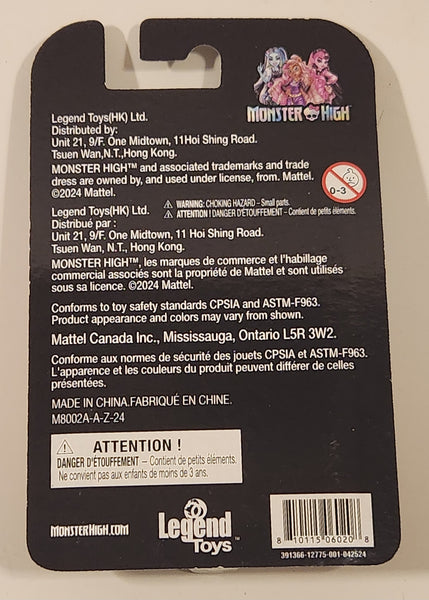 MONSTER HIGH
Legend Toys(HK) Ltd.
Distributed by:
Unit 21, 9/F. One Midtown, 11Hoi Shing Road.
Tsuen Wan,N.T.,Hong Kong.
MONSTER HIGH™ and associated trademarks and trade
dress are owned by, and used under license, from. Mattel.
©2024 Mattel.
0-3
WARNING: CHOKING HAZARD - Small parts.
ATTENTION ! DANGER D'ÉTOUFFEMENT - Contient de petits éléments.
Legend Toys(HK) Ltd.
Distribué par :
Unit 21, 9/F. One Midtown, 11 Hoi Shing Road.
Tsuen Wan, N.T., Hong Kong.
MONSTER HIGH™, les marques de commerce et l'habillage
commercial associés sont la propriété de Mattel et sont utilisés
sous sa licence. ©2024 Mattel.
Conforms to toy safety standards CPSIA and ASTM-F963.
Product appearance and colors may vary from shown.
Mattel Canada Inc., Mississauga, Ontario L5R 3W2.
Conforme aux normes de sécurité des jouets CPSIA et ASTM-F963.
L'apparence et les couleurs du produit peuvent différer de celles
présentées.
MADE IN CHINA.FABRIQUÉ EN CHINE.
M8002A-A-Z-24
ATTENTION !
DANGER D'ÉTOUFFEMENT – Contient de petits éléments.
Ne convient pas aux enfants de moins de 3 ans.
MONSTERHIGH.COM
Legend
Toys™
8 10115 06020 8
391366-12775-001-042524